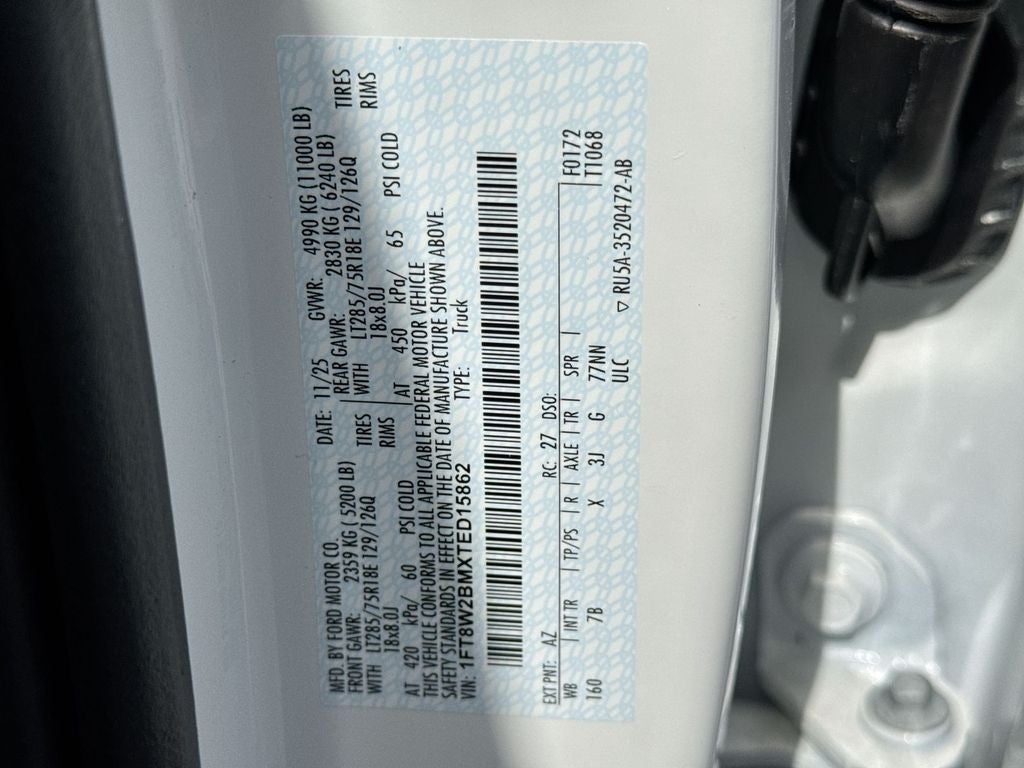 MFD. BY FORD MOTOR CO.
DATE: 11/25 GVWR: 4990 KG (11000 LB)
FRONT GAWR: 2359 KG ( 5200 LB)
REAR GAWR: 2830 KG ( 6240 LB)
WITH LT285/75R18E 129/126Q TIRES
WITH LT285/75R18E 129/126Q TIRES
18x8.0J RIMS
18x8.0J RIMS
AT 420 kPa/ 60 PSI COLD
AT 450 kPa/ 65 PSI COLD
THIS VEHICLE CONFORMS TO ALL APPLICABLE FEDERAL MOTOR VEHICLE
SAFETY STANDARDS IN EFFECT ON THE DATE OF MANUFACTURE SHOWN ABOVE.
VIN: 1FT8W2BMXTED15862 TYPE: Truck
EXT PNT: AZ RC: 27 DSO: F0172
WB | INT TR | TP/PS | R | AXLE | TR | SPR | T1068
160 7B X 3J G 77MN
ULC ▽ RU5A-3520472-AB